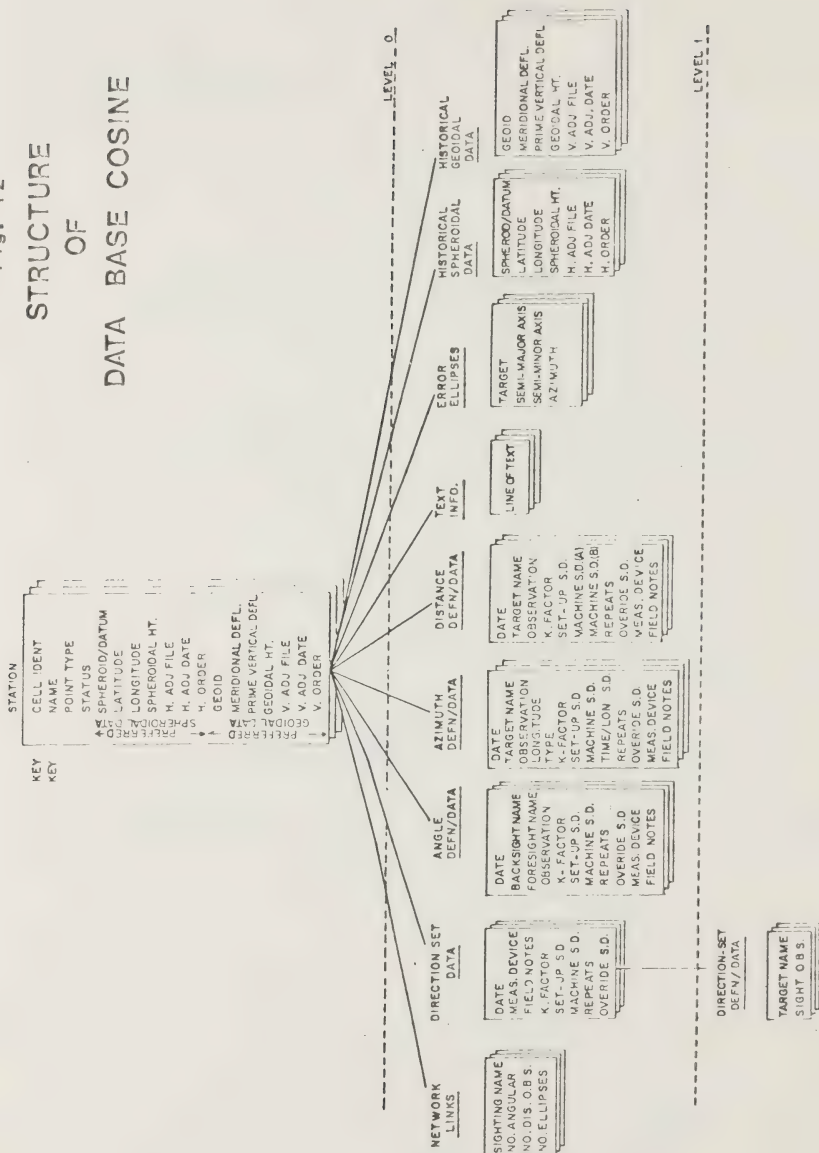 Fig. 12
STRUCTURE
OF
DATA BASE COSINE
STATION
KEY
KEY
CELL IDENT
NAME
POINT TYPE
STATUS
SPHEROID/DATUM
LATITUDE
LONGITUDE
SPHEROIDAL HT.
H. ADJ FILE
H. ADJ DATE
H. ORDER
GEOID
MERIDIONAL DEFL.
PRIME VERTICAL DEFL.
GEOIDAL HT.
V. ADJ FILE
V. ADJ DATE
V. ORDER
PREFERRED
SPHEROIDAL DATA
PREFERRED
GEOIDAL DATA
LEVEL 0
NETWORK
LINKS
SIGHTING NAME
NO. ANGULAR
NO. DIS. OBS.
NO. ELLIPSES
DIRECTION SET
DATA
DATE
MEAS. DEVICE
FIELD NOTES
K. FACTOR
SET-UP S.D
MACHINE S.D.
REPEATS
OVERRIDE S.D.
ANGLE
DEFN/DATA
DATE
BACKSIGHT NAME
FORESIGHT NAME
OBSERVATION
K-FACTOR
SET-UP S.D.
MACHINE S.D.
REPEATS
OVERIDE S.D
MEAS. DEVICE
FIELD NOTES
AZIMUTH
DEFN/DATA
DATE
TARGET NAME
OBSERVATION
LONGITUDE
TYPE
K-FACTOR
SET-UP S.D.
MACHINE S.D.
TIME/LON S.D.
REPEATS
OVERRIDE S.D.
MEAS. DEVICE
FIELD NOTES
DISTANCE
DEFN/DATA
DATE
TARGET NAME
OBSERVATION
K.FACTOR
SET-UP S.D.
MACHINE S.D.(A)
MACHINE S.D.(B)
REPEATS
OVERRIDE S.D.
MEAS. DEVICE
FIELD NOTES
TEXT
INFO.
LINE OF TEXT
ERROR
ELLIPSES
TARGET
SEMI-MAJOR AXIS
SEMI-MINOR AXIS
AZIMUTH
HISTORICAL
SPHEROIDAL
DATA
SPHEROID/DATUM
LATITUDE
LONGITUDE
SPHEROIDAL HT.
H. ADJ FILE
H. ADJ DATE
H. ORDER
HISTORICAL
GEOIDAL
DATA
GEOID
MERIDIONAL DEFL.
PRIME VERTICAL DEFL
GEOIDAL HT.
V. ADJ FILE
V. ADJ. DATE
V. ORDER
LEVEL 1
DIRECTION-SET
DEFN/DATA
TARGET NAME
SIGHT OBS.